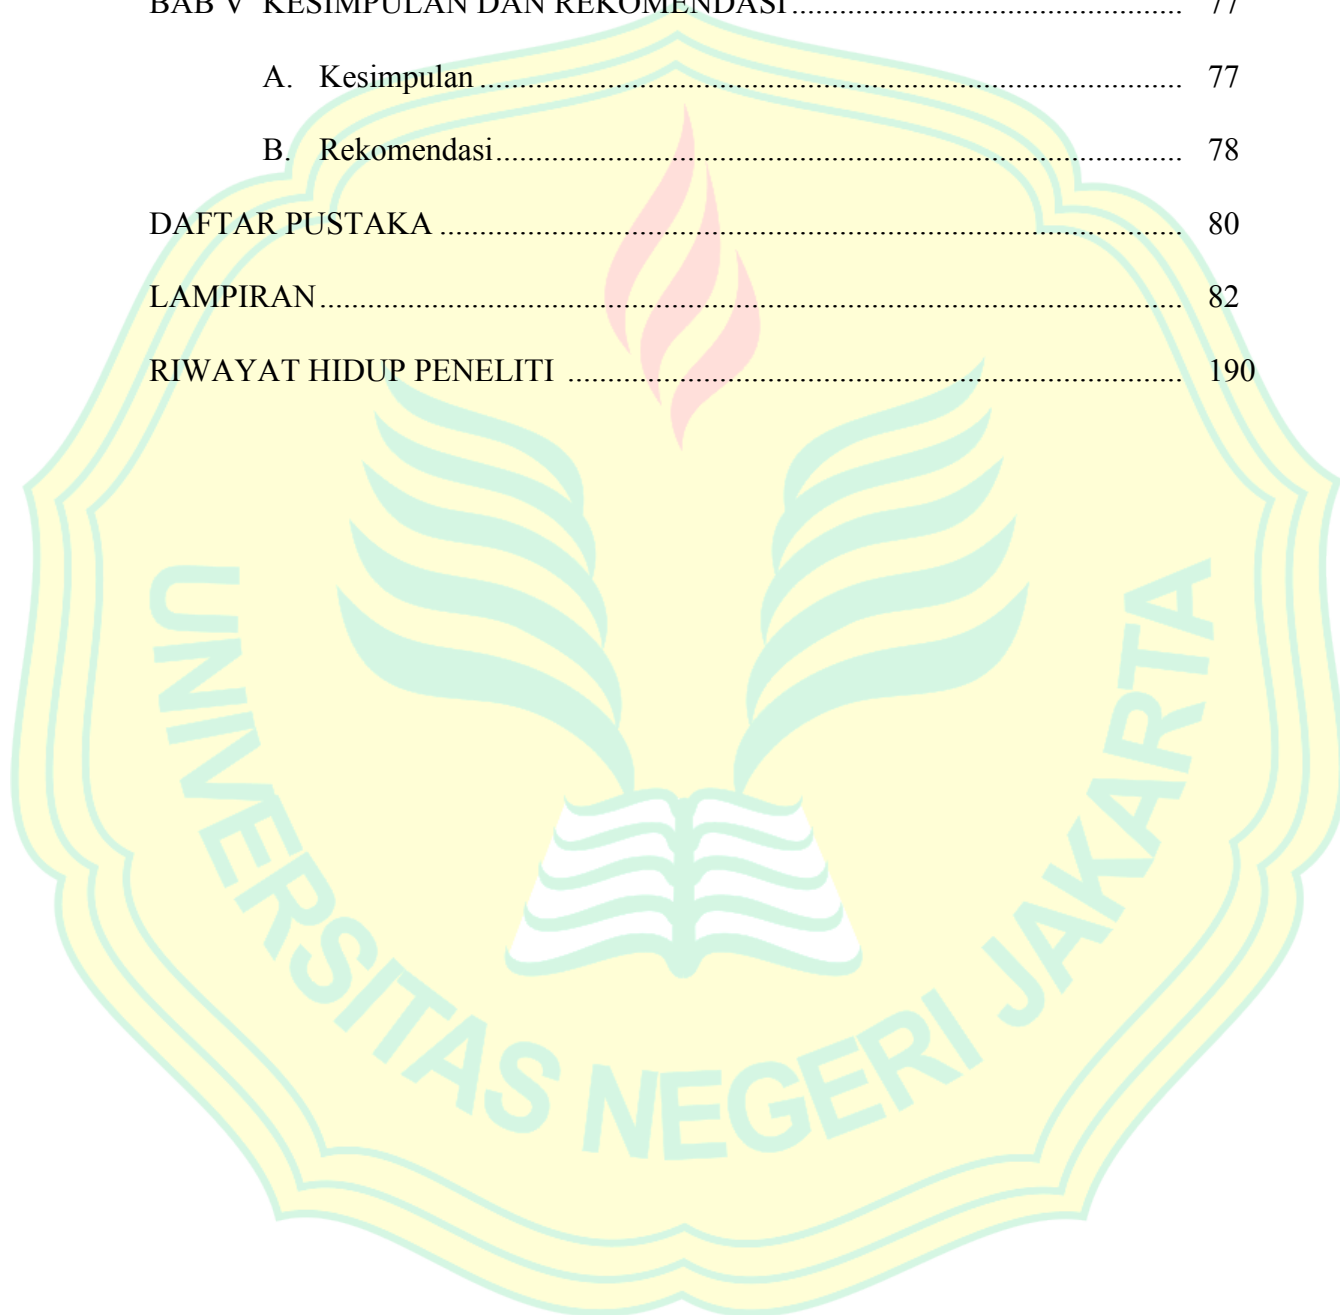 BAB V KESIMPULAN DAN REKOMENDASI ................................................. 77
A. Kesimpulan ........................................................................................ 77
B. Rekomendasi...................................................................................... 78
DAFTAR PUSTAKA ............................................................................................. 80
LAMPIRAN............................................................................................................ 82
RIWAYAT HIDUP PENELITI ............................................................................. 190
UNIVERSITAS NEGERI JAKARTA